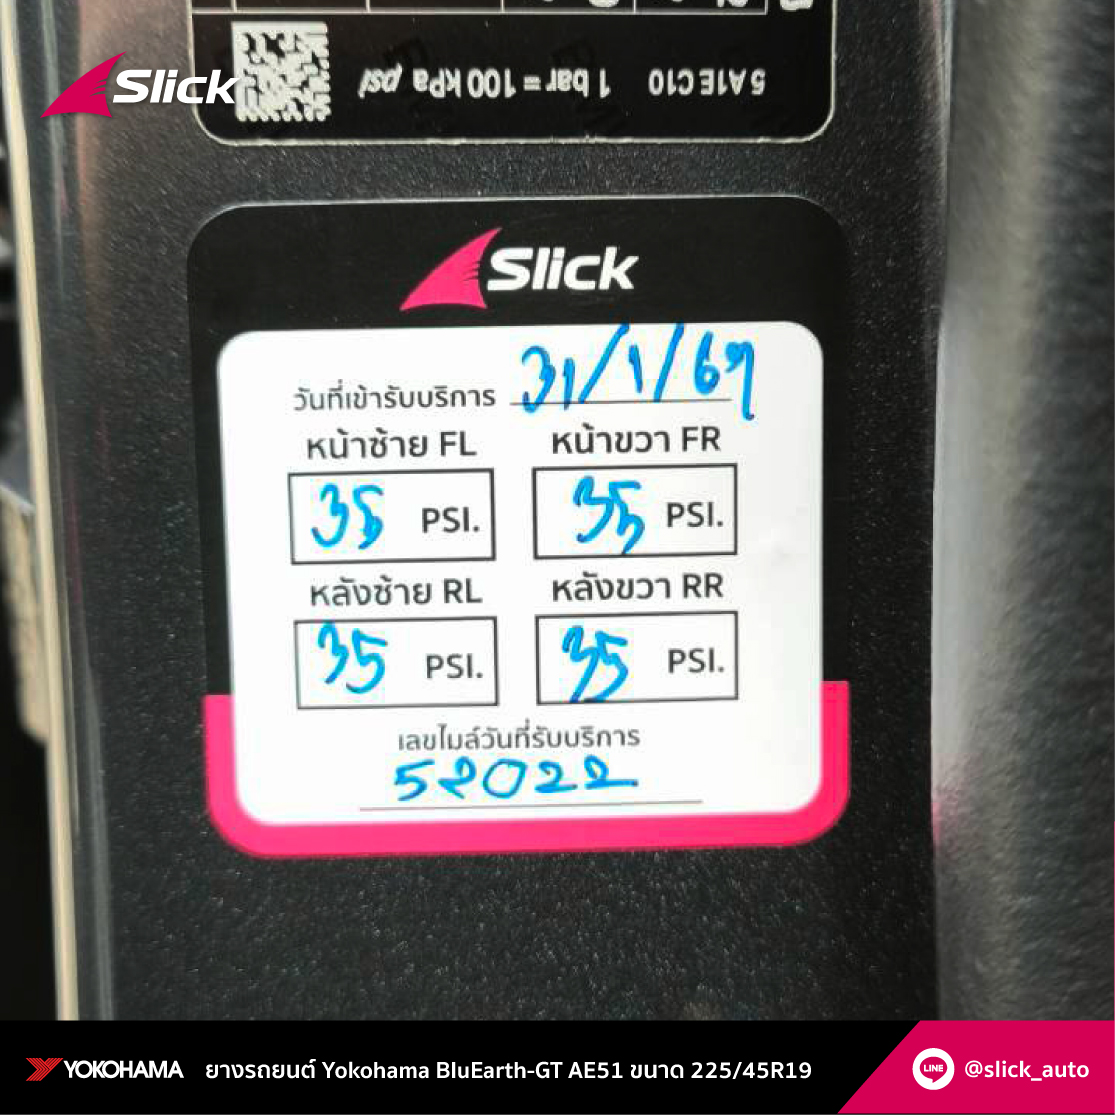 Slick
1 bar = 100 kPa psi
5A1EC10
Slick
วันที่เข้ารับบริการ 31/1/67
หน้าซ้าย FL หน้าขวา FR
35 PSI. 35 PSI.
หลังซ้าย RL หลังขวา RR
35 PSI. 35 PSI.
เลขไมล์วันที่รับบริการ
52022
YOKOHAMA ยางรถยนต์ Yokohama BluEarth-GT AE51 ขนาด 225/45R19 LINE @slick_auto